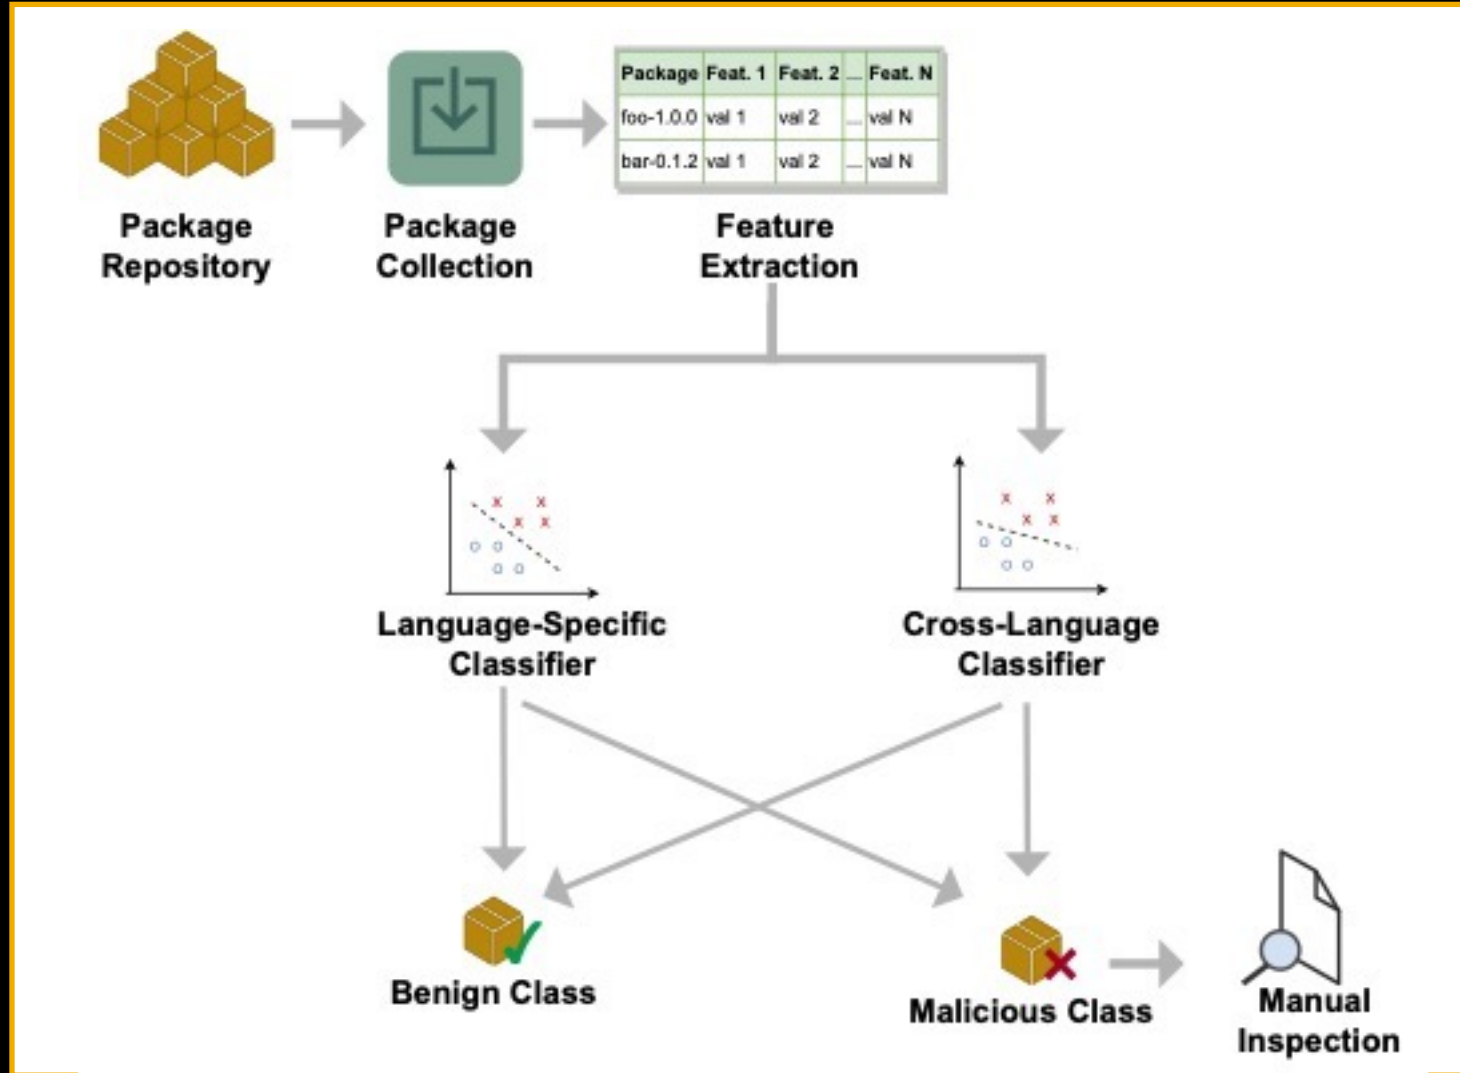 Package Feat. 1 Feat. 2 ... Feat. N
foo-1.0.0 val 1 val 2 ... val N
bar-0.1.2 val 1 val 2 ... val N
Package
Repository
Package
Collection
Feature
Extraction
x x
x x
o o
o o
x x
x x
o o
o o
Language-Specific
Classifier
Cross-Language
Classifier
Benign Class
Malicious Class
Manual
Inspection